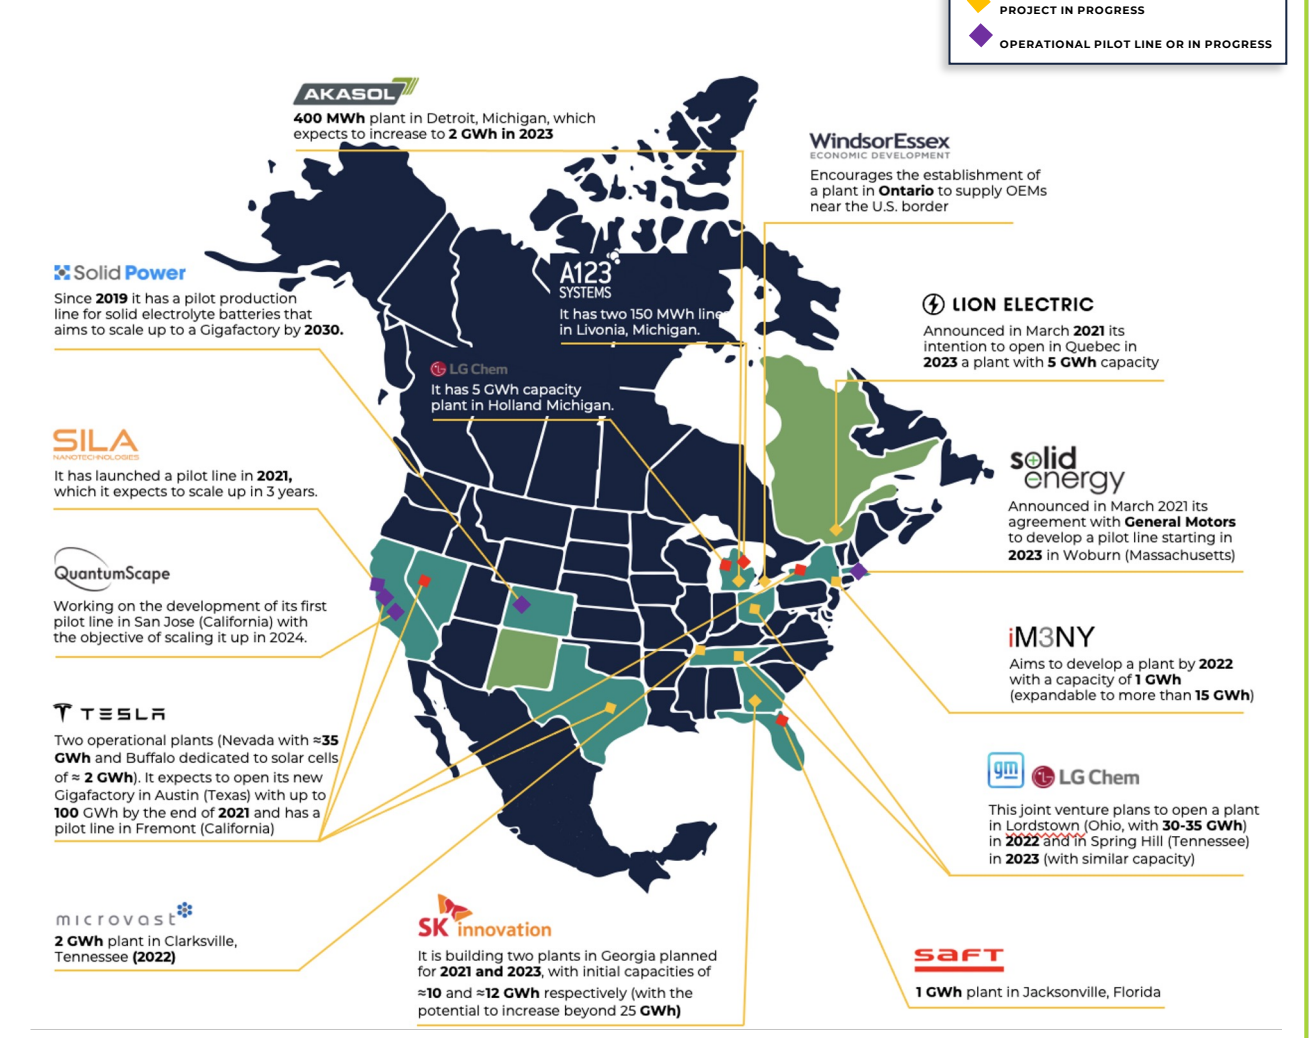 PROJECT IN PROGRESS
OPERATIONAL PILOT LINE OR IN PROGRESS
AKASOL
400 MWh plant in Detroit, Michigan, which
expects to increase to 2 GWh in 2023
WindsorEssex
ECONOMIC DEVELOPMENT
Encourages the establishment of
a plant in Ontario to supply OEMs
near the U.S. border
Solid Power
Since 2019 it has a pilot production
line for solid electrolyte batteries that
aims to scale up to a Gigafactory by 2030.
A123
SYSTEMS
It has two 150 MWh lines
in Livonia, Michigan.
LION ELECTRIC
Announced in March 2021 its
intention to open in Quebec in
2023 a plant with 5 GWh capacity
LG Chem
It has 5 GWh capacity
plant in Holland Michigan.
SILA
NANOTECHNOLOGIES
It has launched a pilot line in 2021,
which it expects to scale up in 3 years.
solid
energy
Announced in March 2021 its
agreement with General Motors
to develop a pilot line starting in
2023 in Woburn (Massachusetts)
QuantumScape
Working on the development of its first
pilot line in San Jose (California) with
the objective of scaling it up in 2024.
iM3NY
Aims to develop a plant by 2022
with a capacity of 1 GWh
(expandable to more than 15 GWh)
TESLA
Two operational plants (Nevada with ≈35
GWh and Buffalo dedicated to solar cells
of ≈ 2 GWh). It expects to open its new
Gigafactory in Austin (Texas) with up to
100 GWh by the end of 2021 and has a
pilot line in Fremont (California)
gm LG Chem
This joint venture plans to open a plant
in Lordstown (Ohio, with 30-35 GWh)
in 2022 and in Spring Hill (Tennessee)
in 2023 (with similar capacity)
microvast
2 GWh plant in Clarksville,
Tennessee (2022)
SK innovation
It is building two plants in Georgia planned
for 2021 and 2023, with initial capacities of
≈10 and ≈12 GWh respectively (with the
potential to increase beyond 25 GWh)
saft
1 GWh plant in Jacksonville, Florida